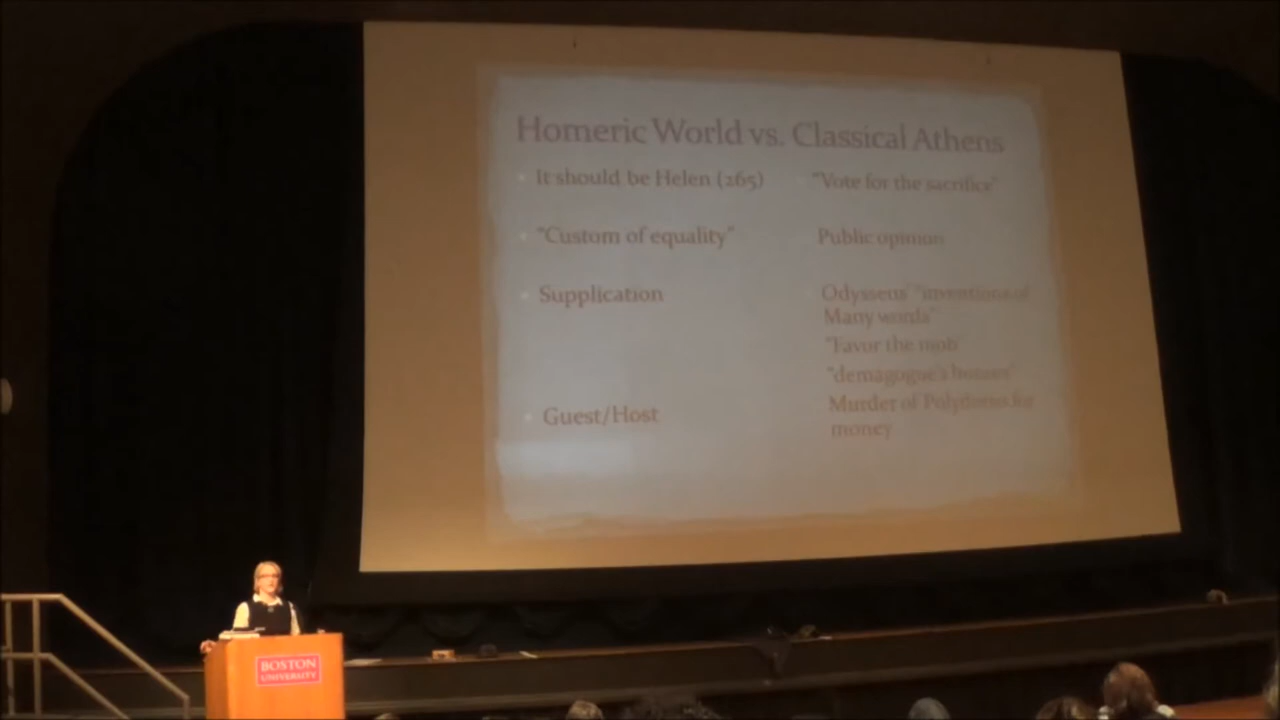 Homeric World vs. Classical Athens
It should be Helen (265)
"Vote for the sacrifice"
"Custom of equality"
Public opinion
Supplication
Odysseus' "inventions of
Many words"
"Favor the mob"
"demagogue's
Guest/Host
Murder of Polydorus for
money
BOSTON
UNIVERSITY